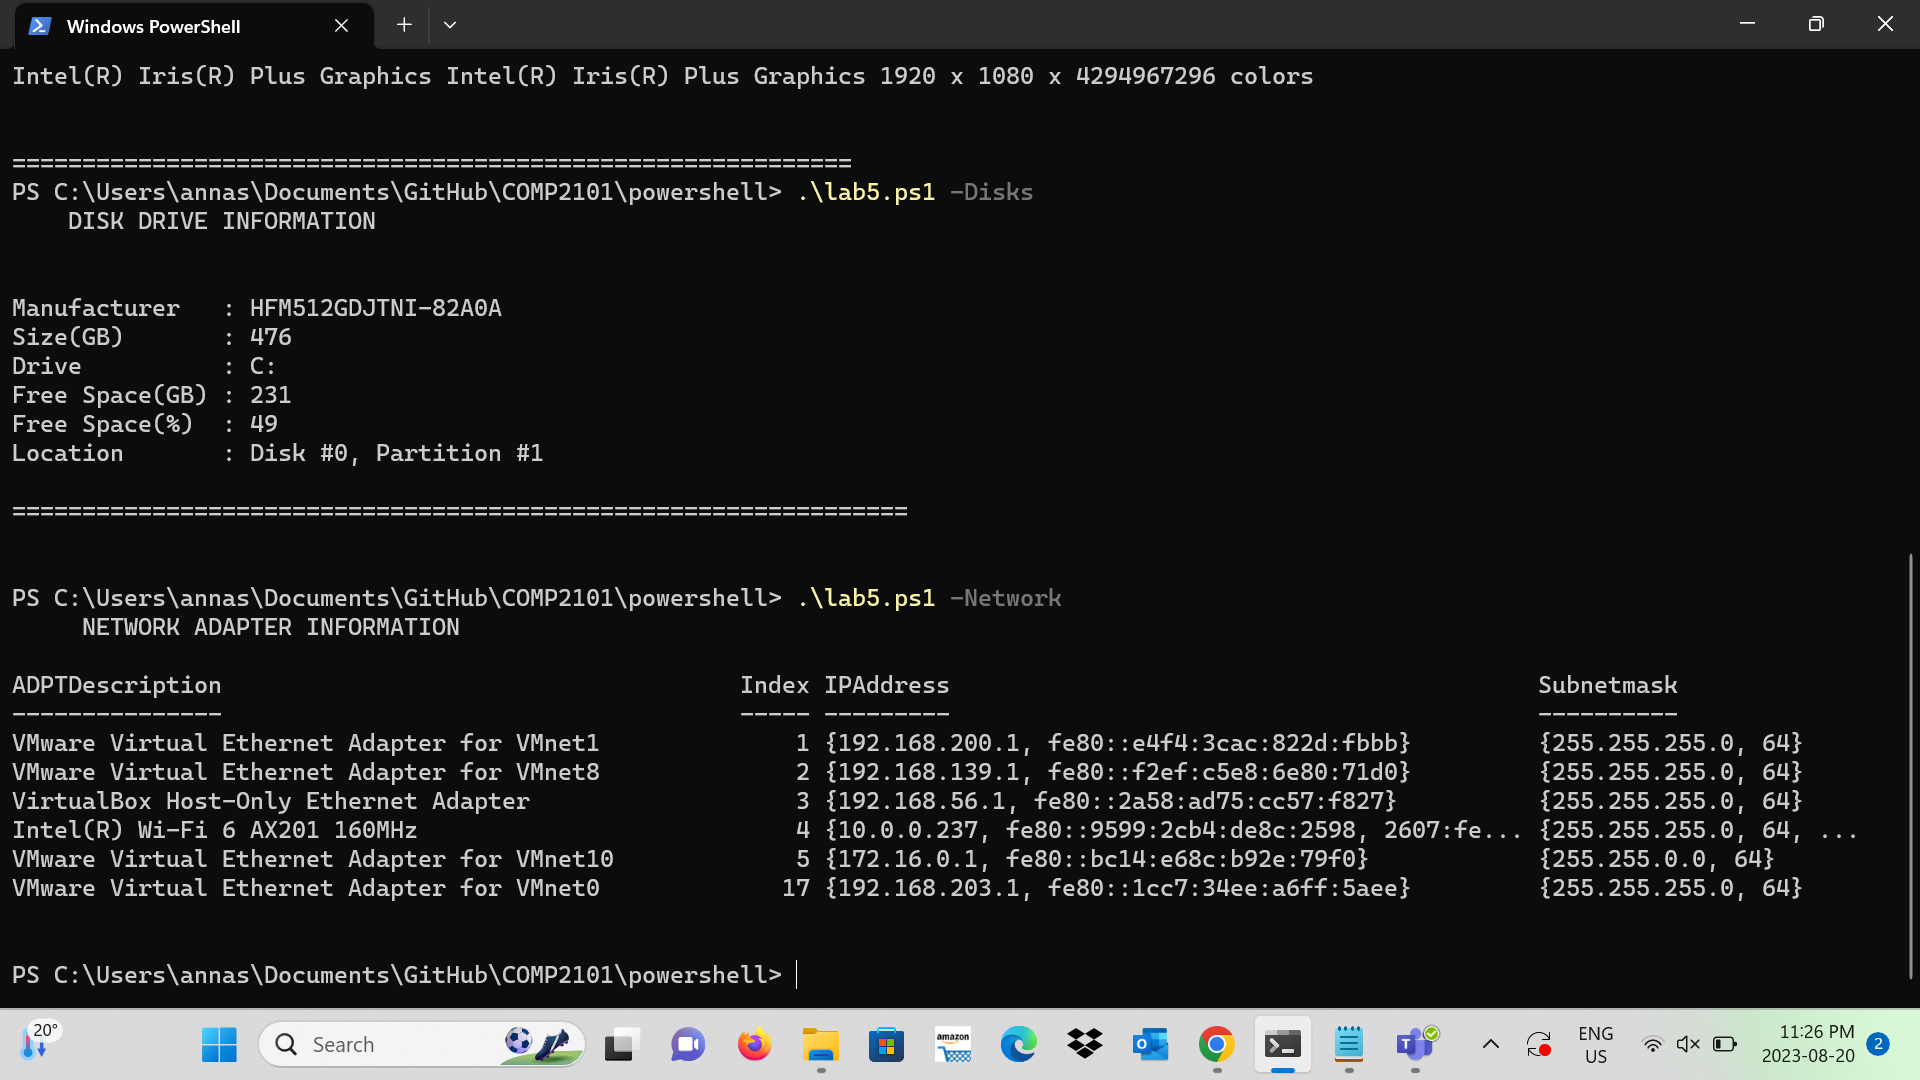 Windows PowerShell
Intel(R) Iris(R) Plus Graphics Intel(R) Iris(R) Plus Graphics 1920 x 1080 x 4294967296 colors
============================================================
PS C:\Users\annas\Documents\GitHub\COMP2101\powershell> .\lab5.ps1 -Disks
DISK DRIVE INFORMATION
Manufacturer   : HFM512GDJTNI-82A0A
Size(GB)       : 476
Drive          : C:
Free Space(GB) : 231
Free Space(%)  : 49
Location       : Disk #0, Partition #1
================================================================
PS C:\Users\annas\Documents\GitHub\COMP2101\powershell> .\lab5.ps1 -Network
NETWORK ADAPTER INFORMATION
ADPTDescription Index IPAddress Subnetmask
--------------- ----- --------- ----------
VMware Virtual Ethernet Adapter for VMnet1 1 {192.168.200.1, fe80::e4f4:3cac:822d:fbbb} {255.255.255.0, 64}
VMware Virtual Ethernet Adapter for VMnet8 2 {192.168.139.1, fe80::f2ef:c5e8:6e80:71d0} {255.255.255.0, 64}
VirtualBox Host-Only Ethernet Adapter 3 {192.168.56.1, fe80::2a58:ad75:cc57:f827} {255.255.255.0, 64}
Intel(R) Wi-Fi 6 AX201 160MHz 4 {10.0.0.237, fe80::9599:2cb4:de8c:2598, 2607:fe... {255.255.255.0, 64, ...
VMware Virtual Ethernet Adapter for VMnet10 5 {172.16.0.1, fe80::bc14:e68c:b92e:79f0} {255.255.0.0, 64}
VMware Virtual Ethernet Adapter for VMnet0 17 {192.168.203.1, fe80::1cc7:34ee:a6ff:5aee} {255.255.255.0, 64}
PS C:\Users\annas\Documents\GitHub\COMP2101\powershell>
20°
Search
amazon
ENG
US
11:26 PM
2023-08-20
2